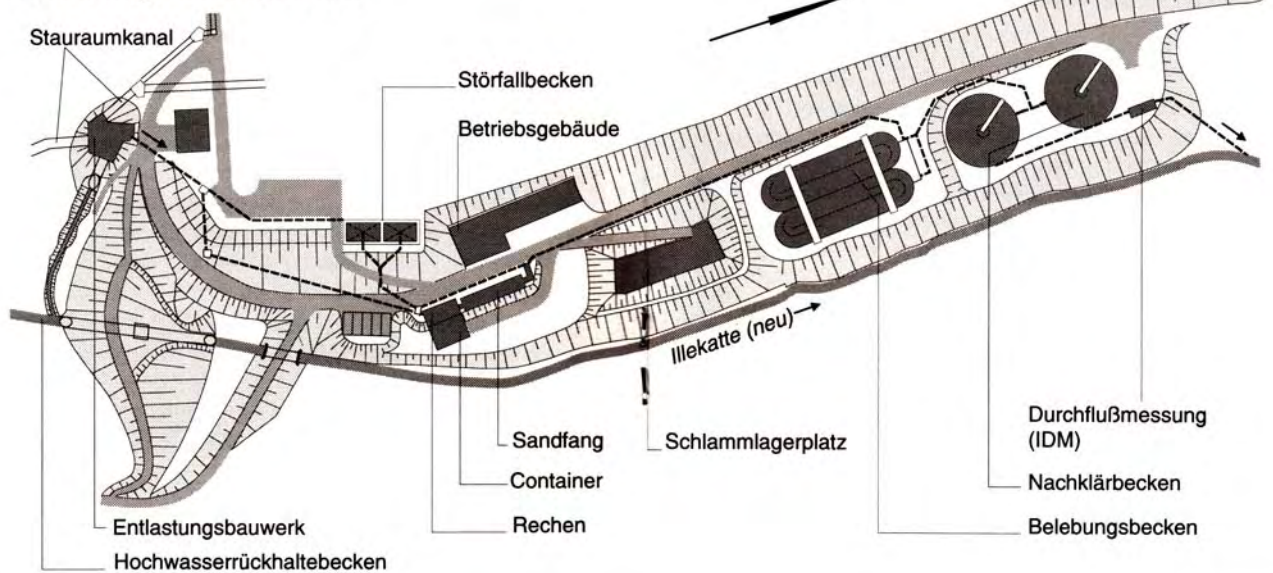 Stauraumkanal
Störfallbecken
Betriebsgebäude
Illekatte (neu)
Sandfang
Container
Rechen
Schlammlagerplatz
Durchflußmessung
(IDM)
Nachklärbecken
Belebungsbecken
Entlastungsbauwerk
Hochwasserrückhaltebecken